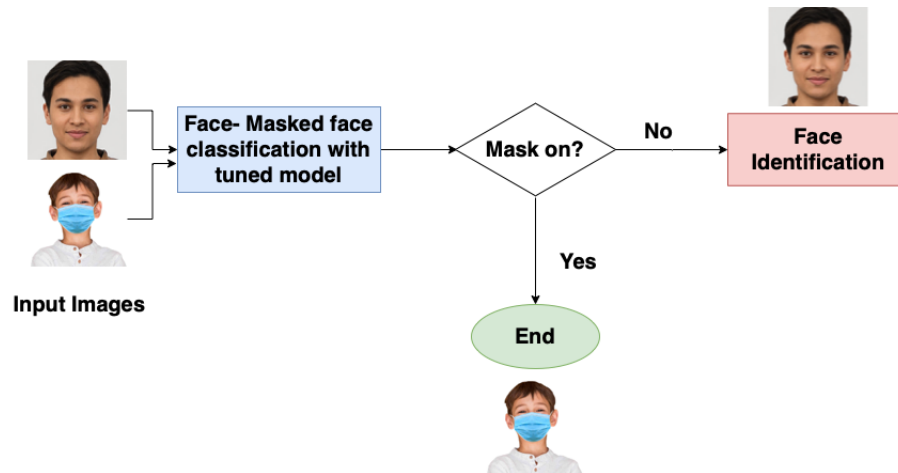 Face- Masked face
classification with
tuned model
Mask on?
No
Face
Identification
Yes
Input Images
End